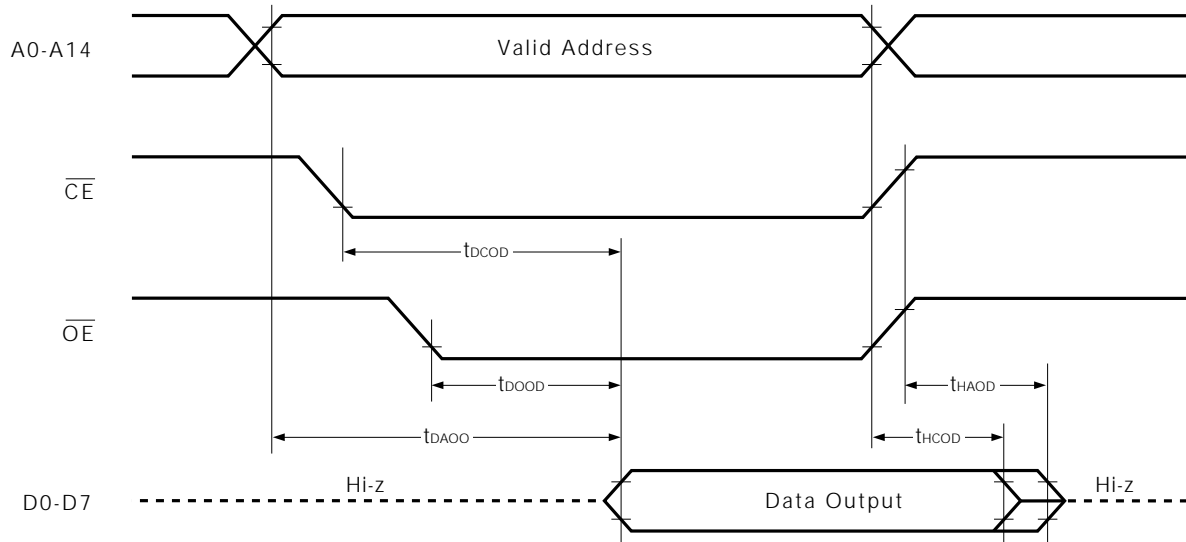 A0-A14
Valid Address
CE
tDCOD
OE
tDOOD
tHAOD
tDAOO
tHCOD
Hi-z
Hi-z
D0-D7
Data Output